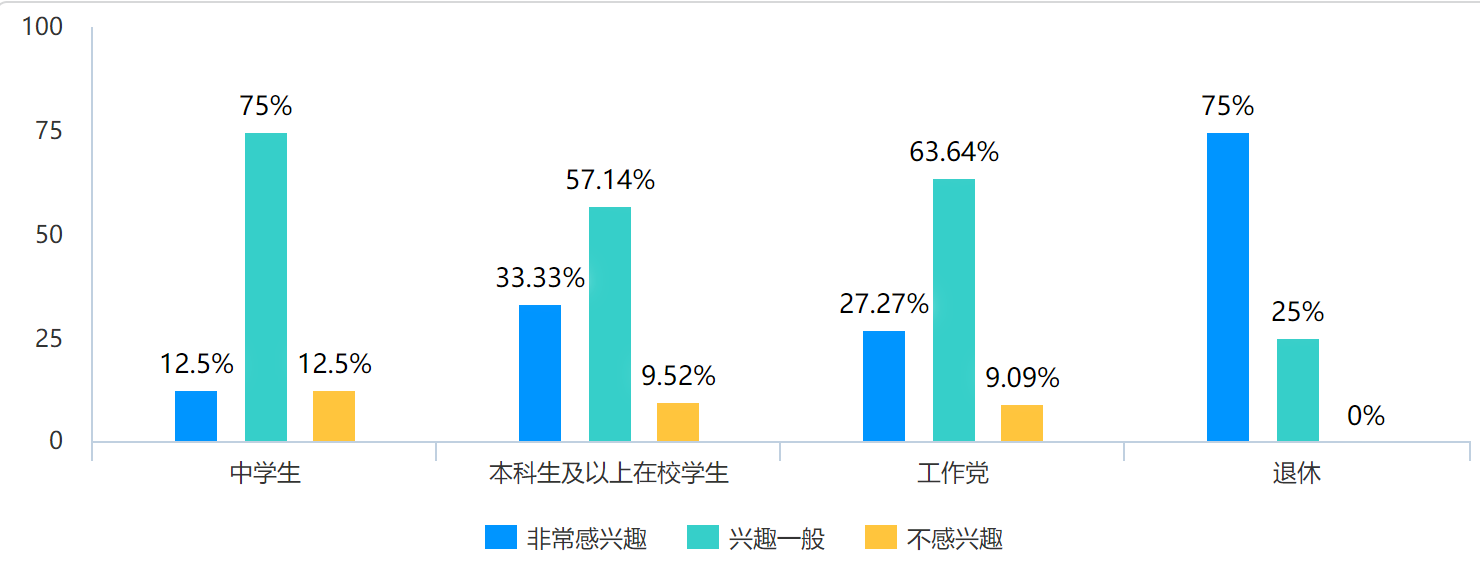 100
75%
75%
75
63.64%
57.14%
50
33.33%
27.27%
25%
25
12.5%
12.5%
9.52%
9.09%
0%
0
中学生
本科生及以上在校学生
工作党
退休
非常感兴趣
兴趣一般
不感兴趣